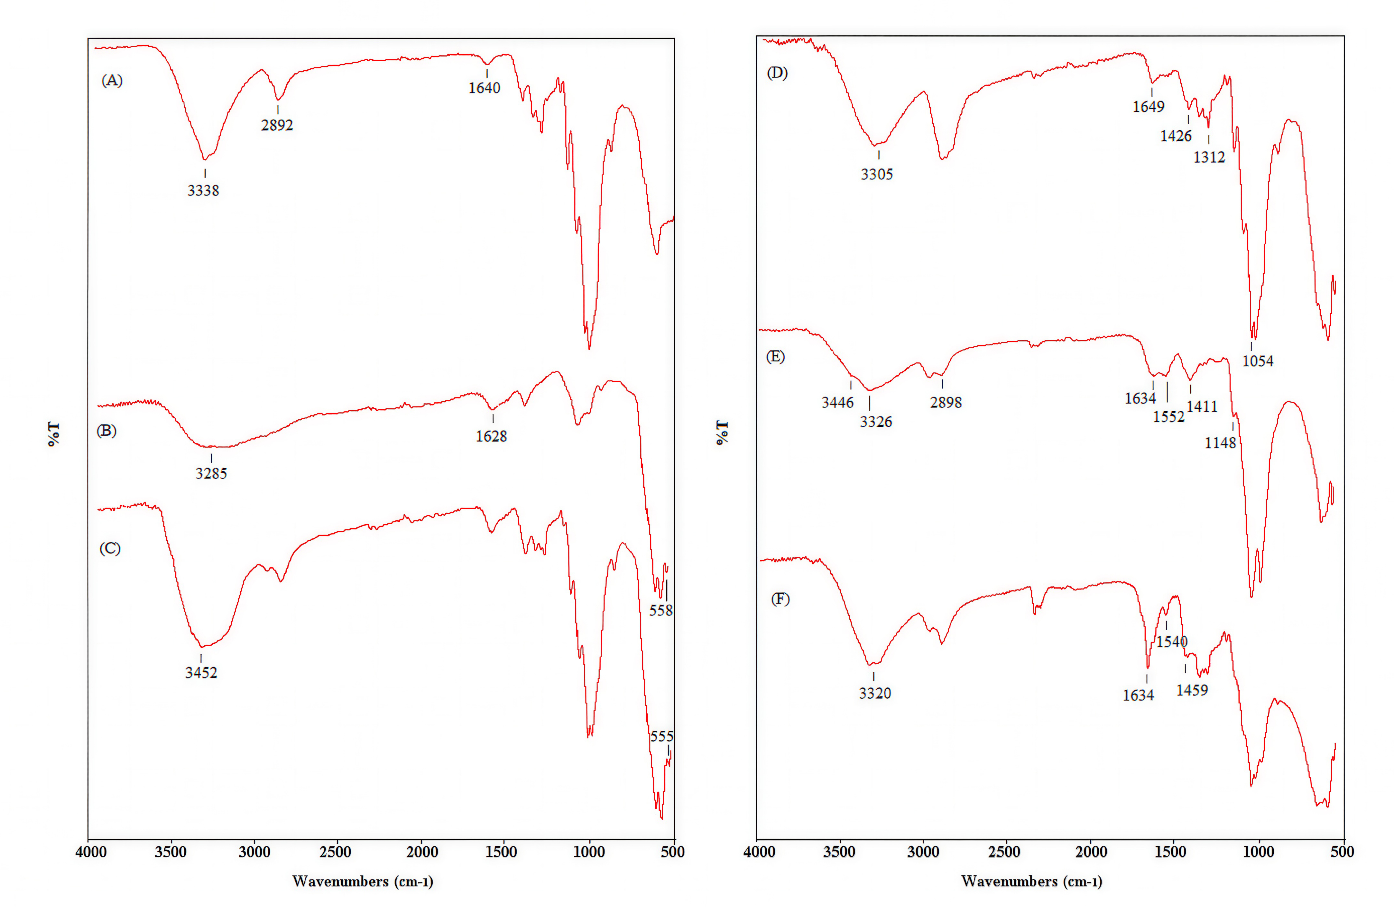 (A)
2892
1640
3338
(B)
3285
1628
558
(C)
3452
555
%T
4000 3500 3000 2500 2000 1500 1000 500
Wavenumbers (cm-1)
(D)
3305
1649
1426
1312
1054
(E)
3446
3326
2898
1634
1552
1411
1148
(F)
3320
1634
1540
1459
%T
4000 3500 3000 2500 2000 1500 1000 500
Wavenumbers (cm-1)